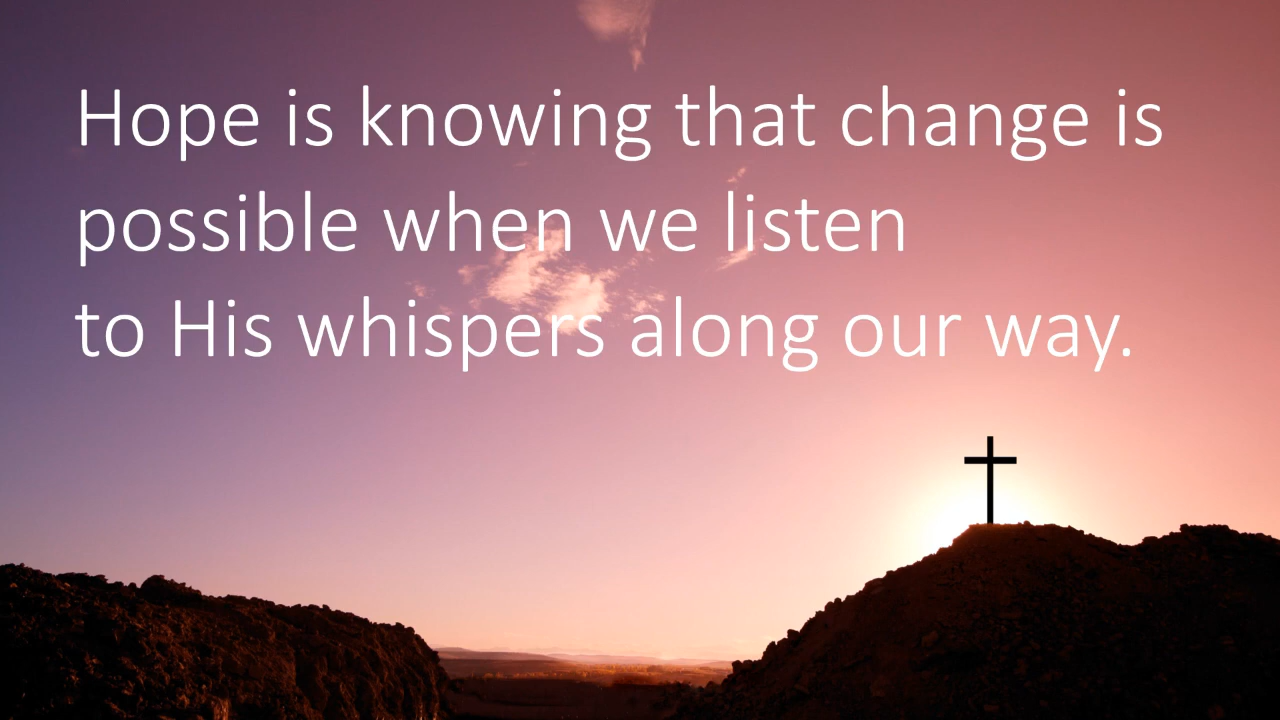 Hope is knowing that change is
possible when we listen
to His whispers along our way.